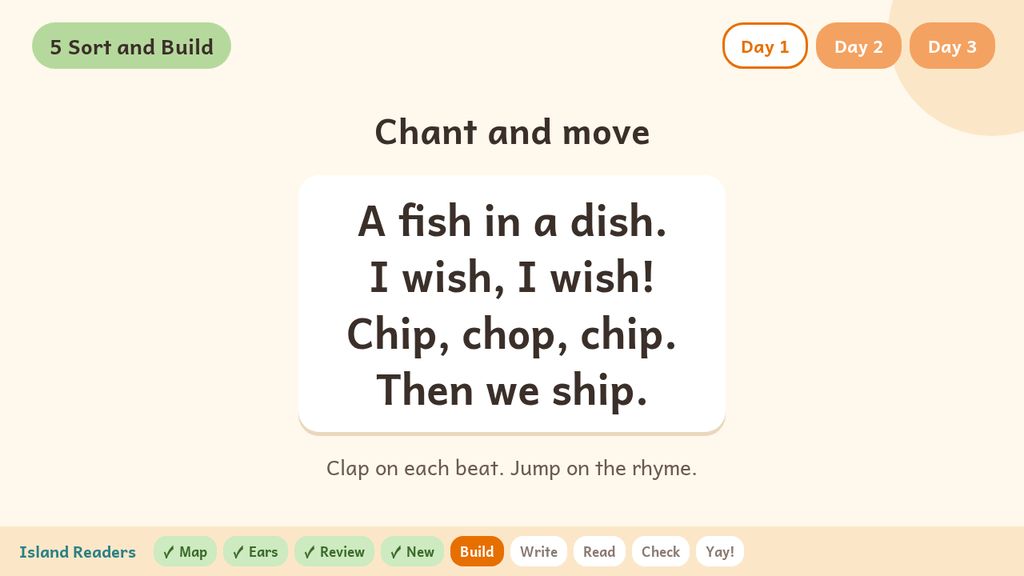 5 Sort and Build
Day 1 Day 2 Day 3
Chant and move
A fish in a dish.
I wish, I wish!
Chip, chop, chip.
Then we ship.
Clap on each beat. Jump on the rhyme.
Island Readers ✓ Map ✓ Ears ✓ Review ✓ New Build Write Read Check Yay!